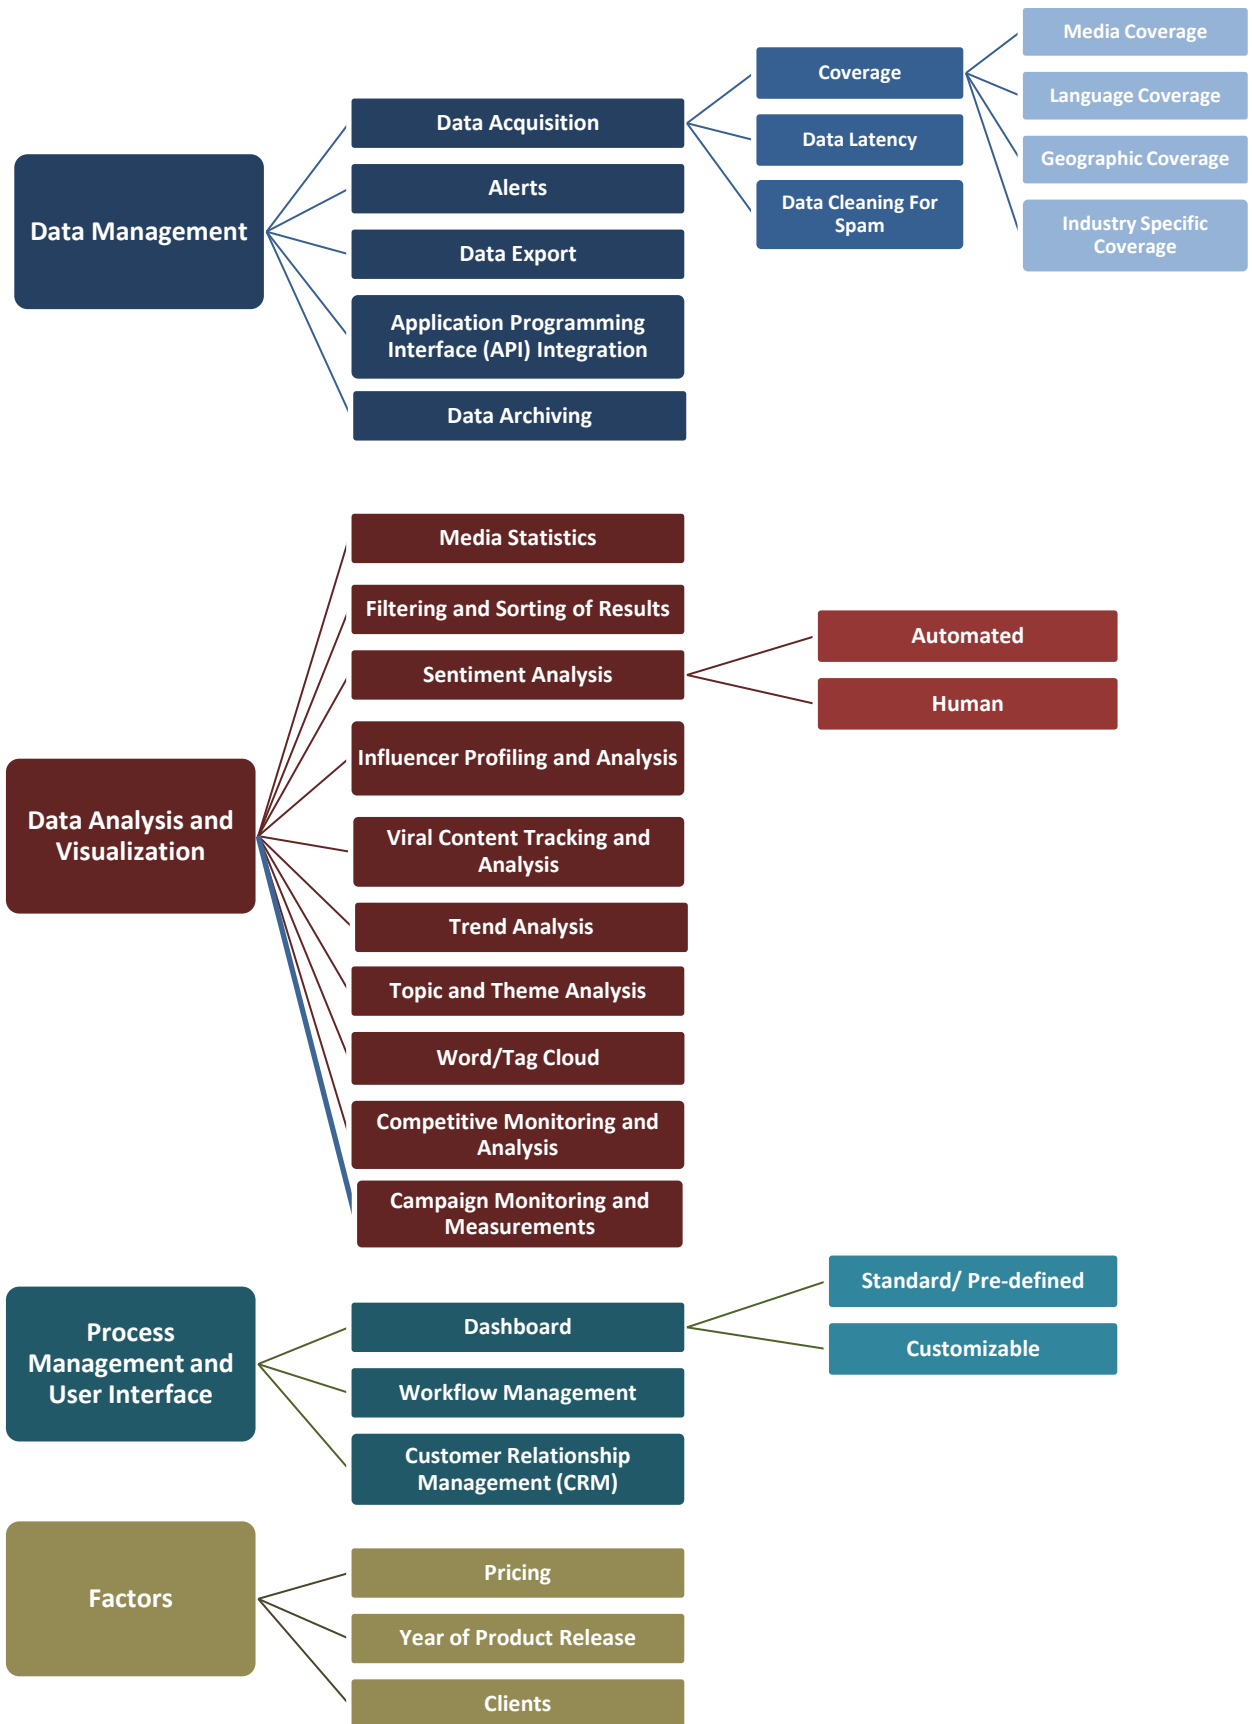 Data Management
Data Acquisition
Alerts
Data Export
Application Programming
Interface (API) Integration
Data Archiving
Coverage
Data Latency
Data Cleaning For
Spam
Media Coverage
Language Coverage
Geographic Coverage
Industry Specific
Coverage
Data Analysis and
Visualization
Media Statistics
Filtering and Sorting of Results
Sentiment Analysis
Influencer Profiling and Analysis
Viral Content Tracking and
Analysis
Trend Analysis
Topic and Theme Analysis
Word/Tag Cloud
Competitive Monitoring and
Analysis
Campaign Monitoring and
Measurements
Automated
Human
Process
Management and
User Interface
Dashboard
Workflow Management
Customer Relationship
Management (CRM)
Standard/ Pre-defined
Customizable
Factors
Pricing
Year of Product Release
Clients